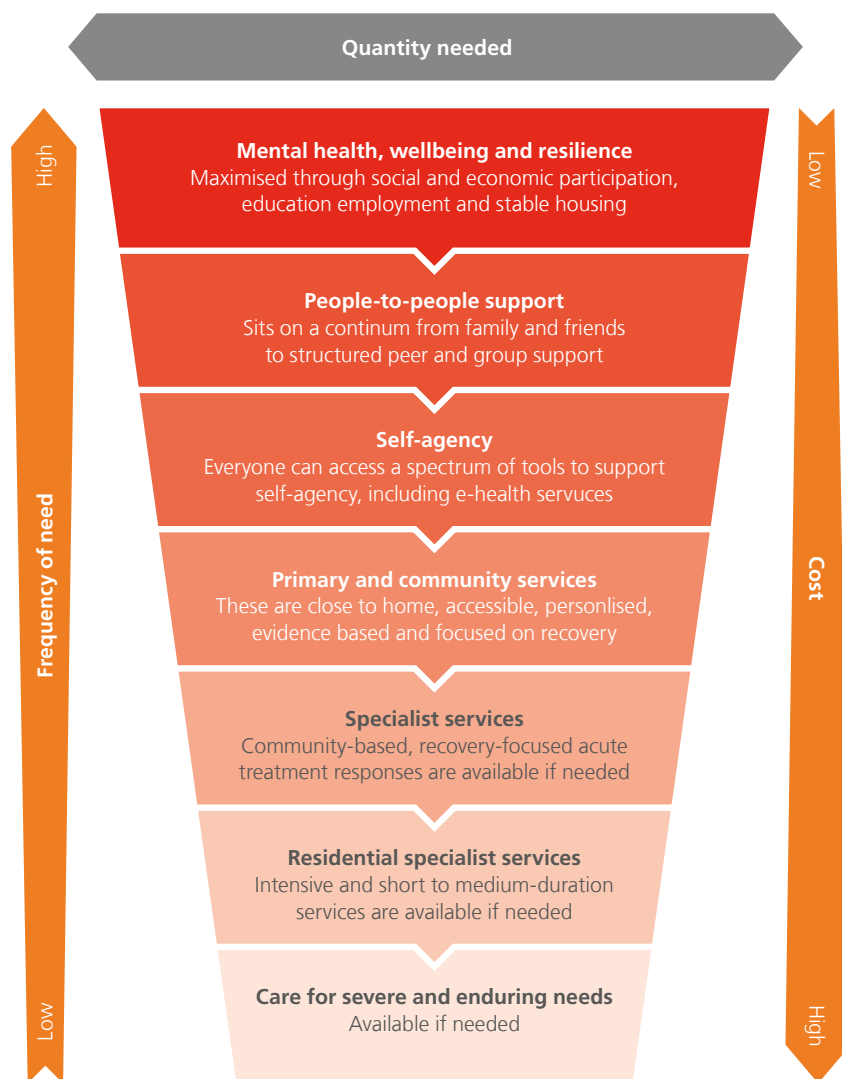 Quantity needed
High
Frequency of need
Low
Mental health, wellbeing and resilience
Maximised through social and economic participation,
education employment and stable housing
People-to-people support
Sits on a continum from family and friends
to structured peer and group support
Self-agency
Everyone can access a spectrum of tools to support
self-agency, including e-health servuces
Primary and community services
These are close to home, accessible, personlised,
evidence based and focused on recovery
Specialist services
Community-based, recovery-focused acute
treatment responses are available if needed
Residential specialist services
Intensive and short to medium-duration
services are available if needed
Care for severe and enduring needs
Available if needed
Low
Cost
High